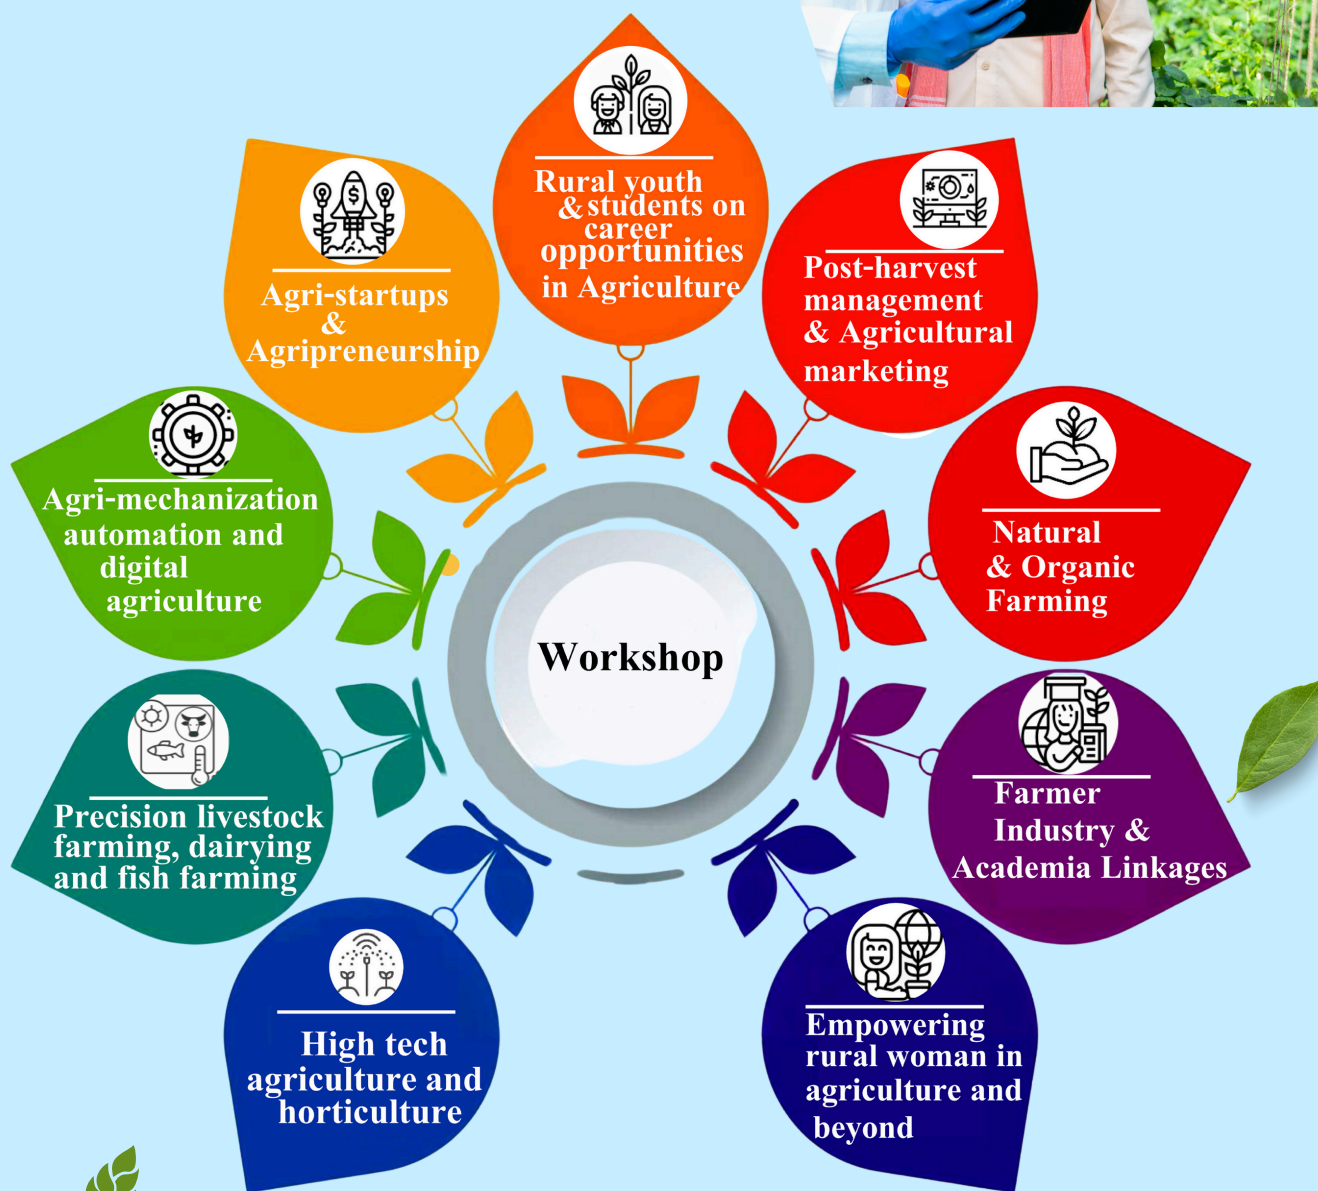 Rural youth
& students on
career
opportunities
in Agriculture
Post-harvest
management
& Agricultural
marketing
Natural
& Organic
Farming
Farmer
Industry &
Academia Linkages
Empowering
rural woman in
agriculture and
beyond
High tech
agriculture and
horticulture
Precision livestock
farming, dairying
and fish farming
Agri-mechanization
automation and
digital
agriculture
Agri-startups
&
Agripreneurship
$
Workshop